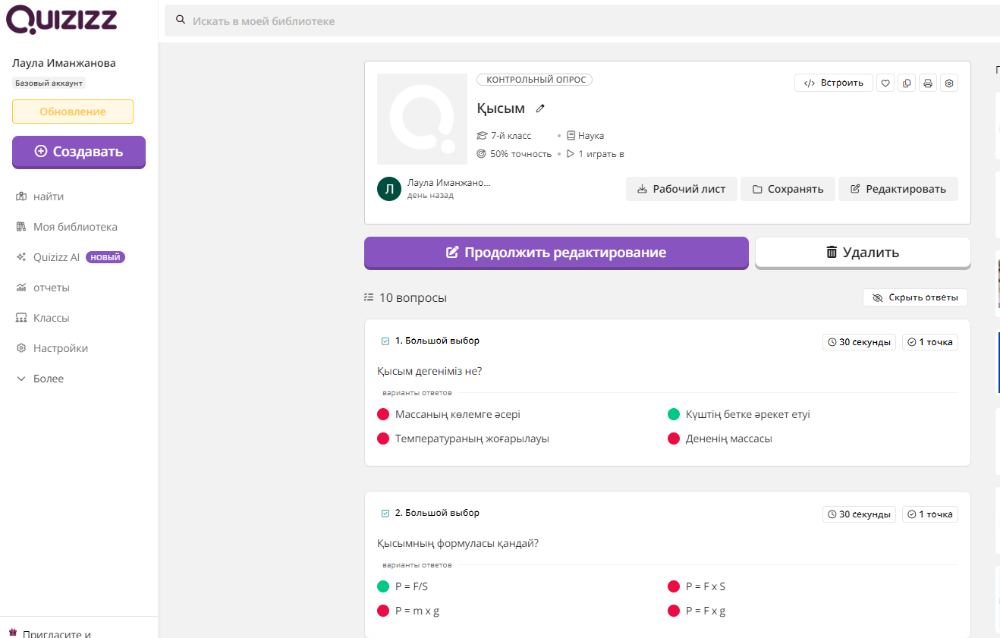 QUIZIZZ
Искать в моей библиотеке
Лаула Иманжанова
Базовый аккаунт
Обновление
Создавать
найти
Моя библиотека
Quizizz AI НОВЫЙ
отчеты
Классы
Настройки
Более
Пригласите и
КОНТРОЛЬНЫЙ ОПРОС
</> Встроить
Қысым
7-й класс • Наука
50% точность • 1 играть в
Л
Лаула Иманжано...
день назад
Рабочий лист
Сохранять
Редактировать
Продолжить редактирование
Удалить
10 вопросы
Скрыть ответы
1. Большой выбор
30 секунды
1 точка
Қысым дегеніміз не?
варианты ответов
Массаның көлемге әсері
Күштің бетке әрекет етуі
Температураның жоғарылауы
Дененің массасы
2. Большой выбор
30 секунды
1 точка
Қысымның формуласы қандай?
варианты ответов
P = F/S
P = F x S
P = m x g
P = F x g